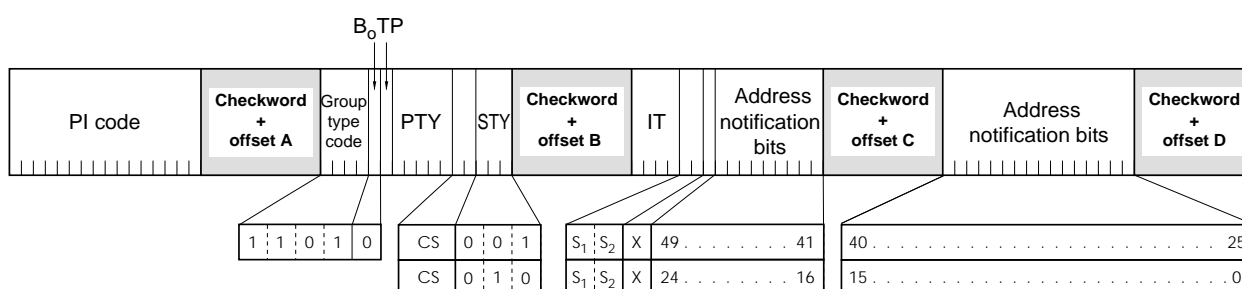 BoTP
PI code
Checkword
+
offset A
Group
type
code
PTY
STY
Checkword
+
offset B
IT
Address
notification
bits
Checkword
+
offset C
Address
notification bits
Checkword
+
offset D
1 1 0 1 0
CS 0 0 1
S1 S2 X 49 . . . . . . . . 41
40 . . . . . . . . . . . . . . . . . . . . . . . . . . . 25
CS 0 1 0
S1 S2 X 24 . . . . . . . . 16
15 . . . . . . . . . . . . . . . . . . . . . . . . . . . 0